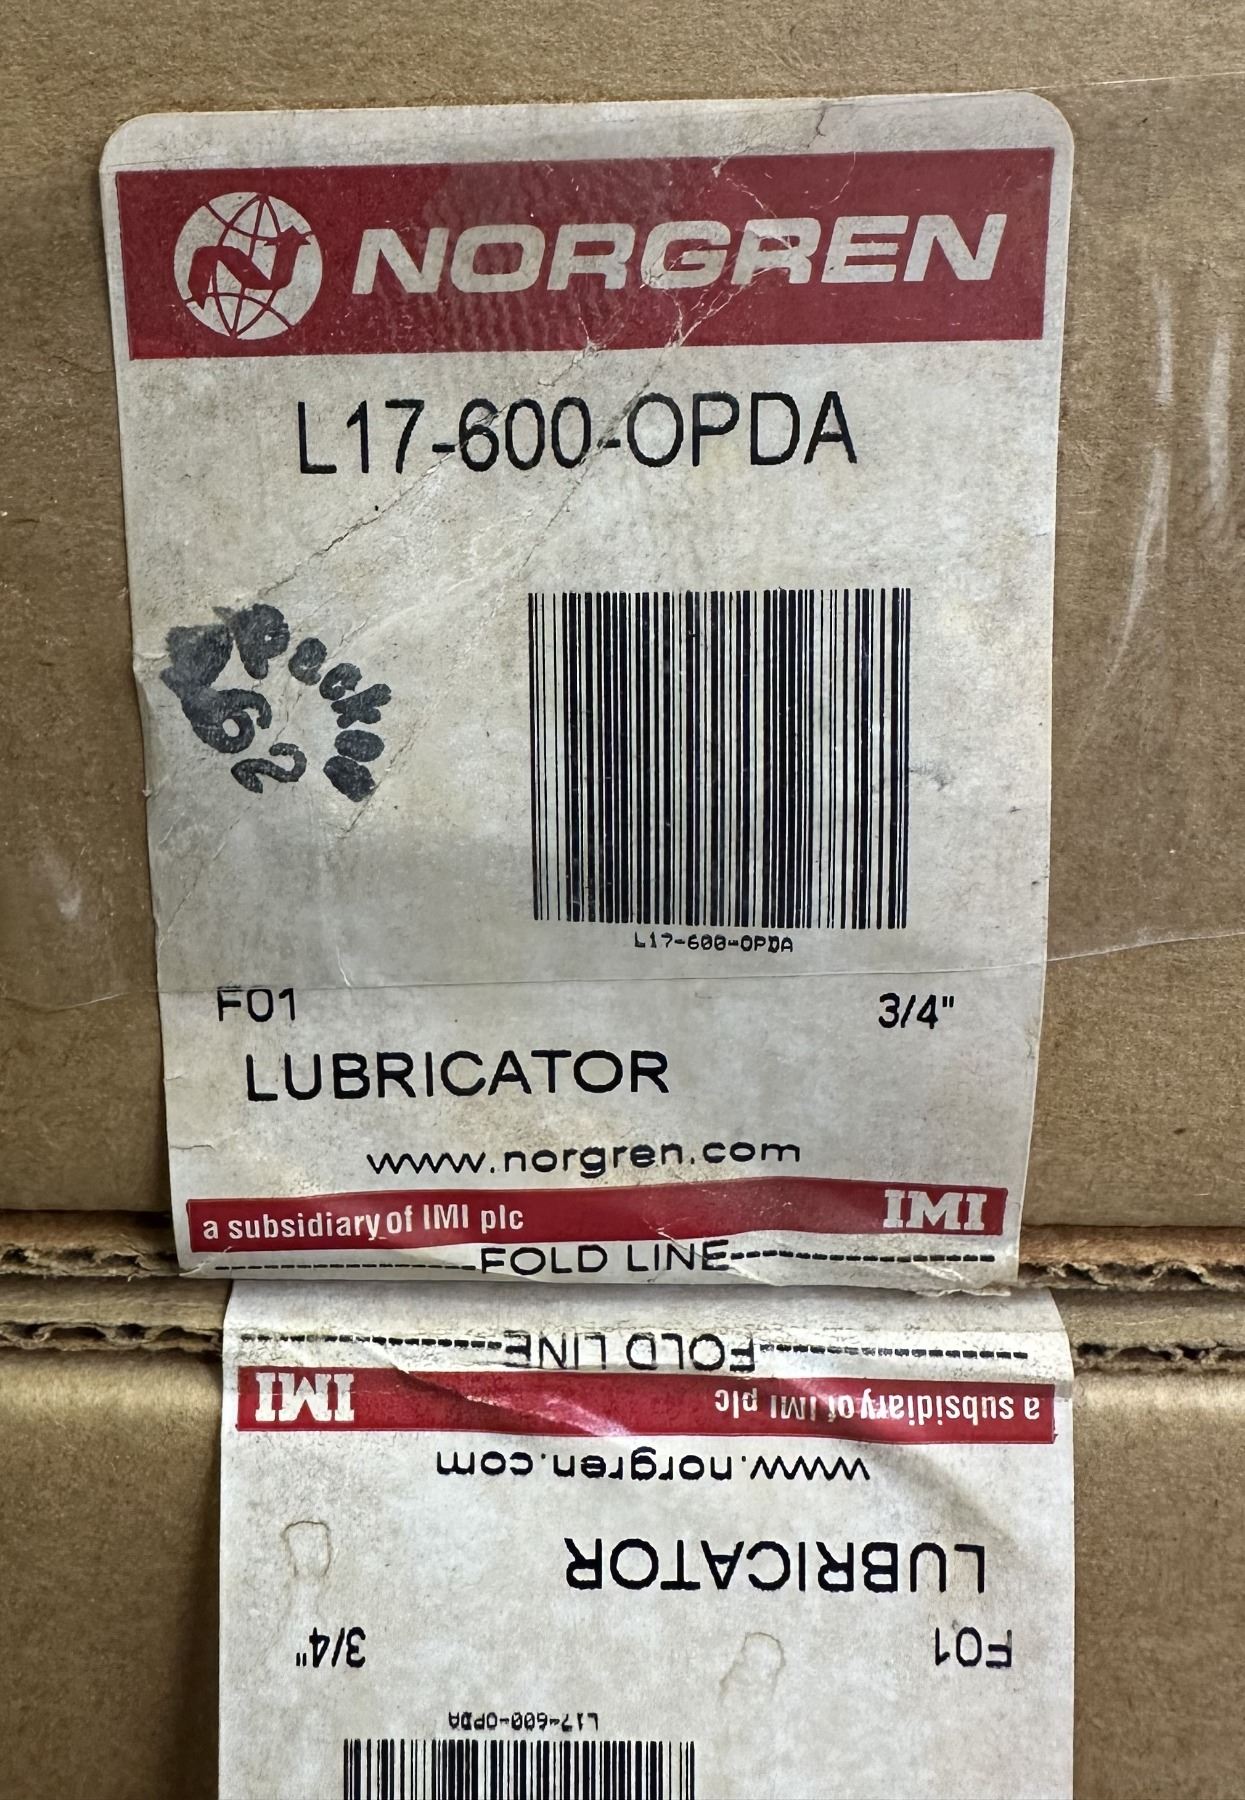 NORGREN
L17-600-OPDA
L17-600-OPDA
F01 3/4"
LUBRICATOR
www.norgren.com
a subsidiary of IMI plc IMI
FOLD LINE
FOLD LINE
a subsidiary of IMI plc IMI
www.norgren.com
LUBRICATOR
F01 3/4"
L17-600-OPDA